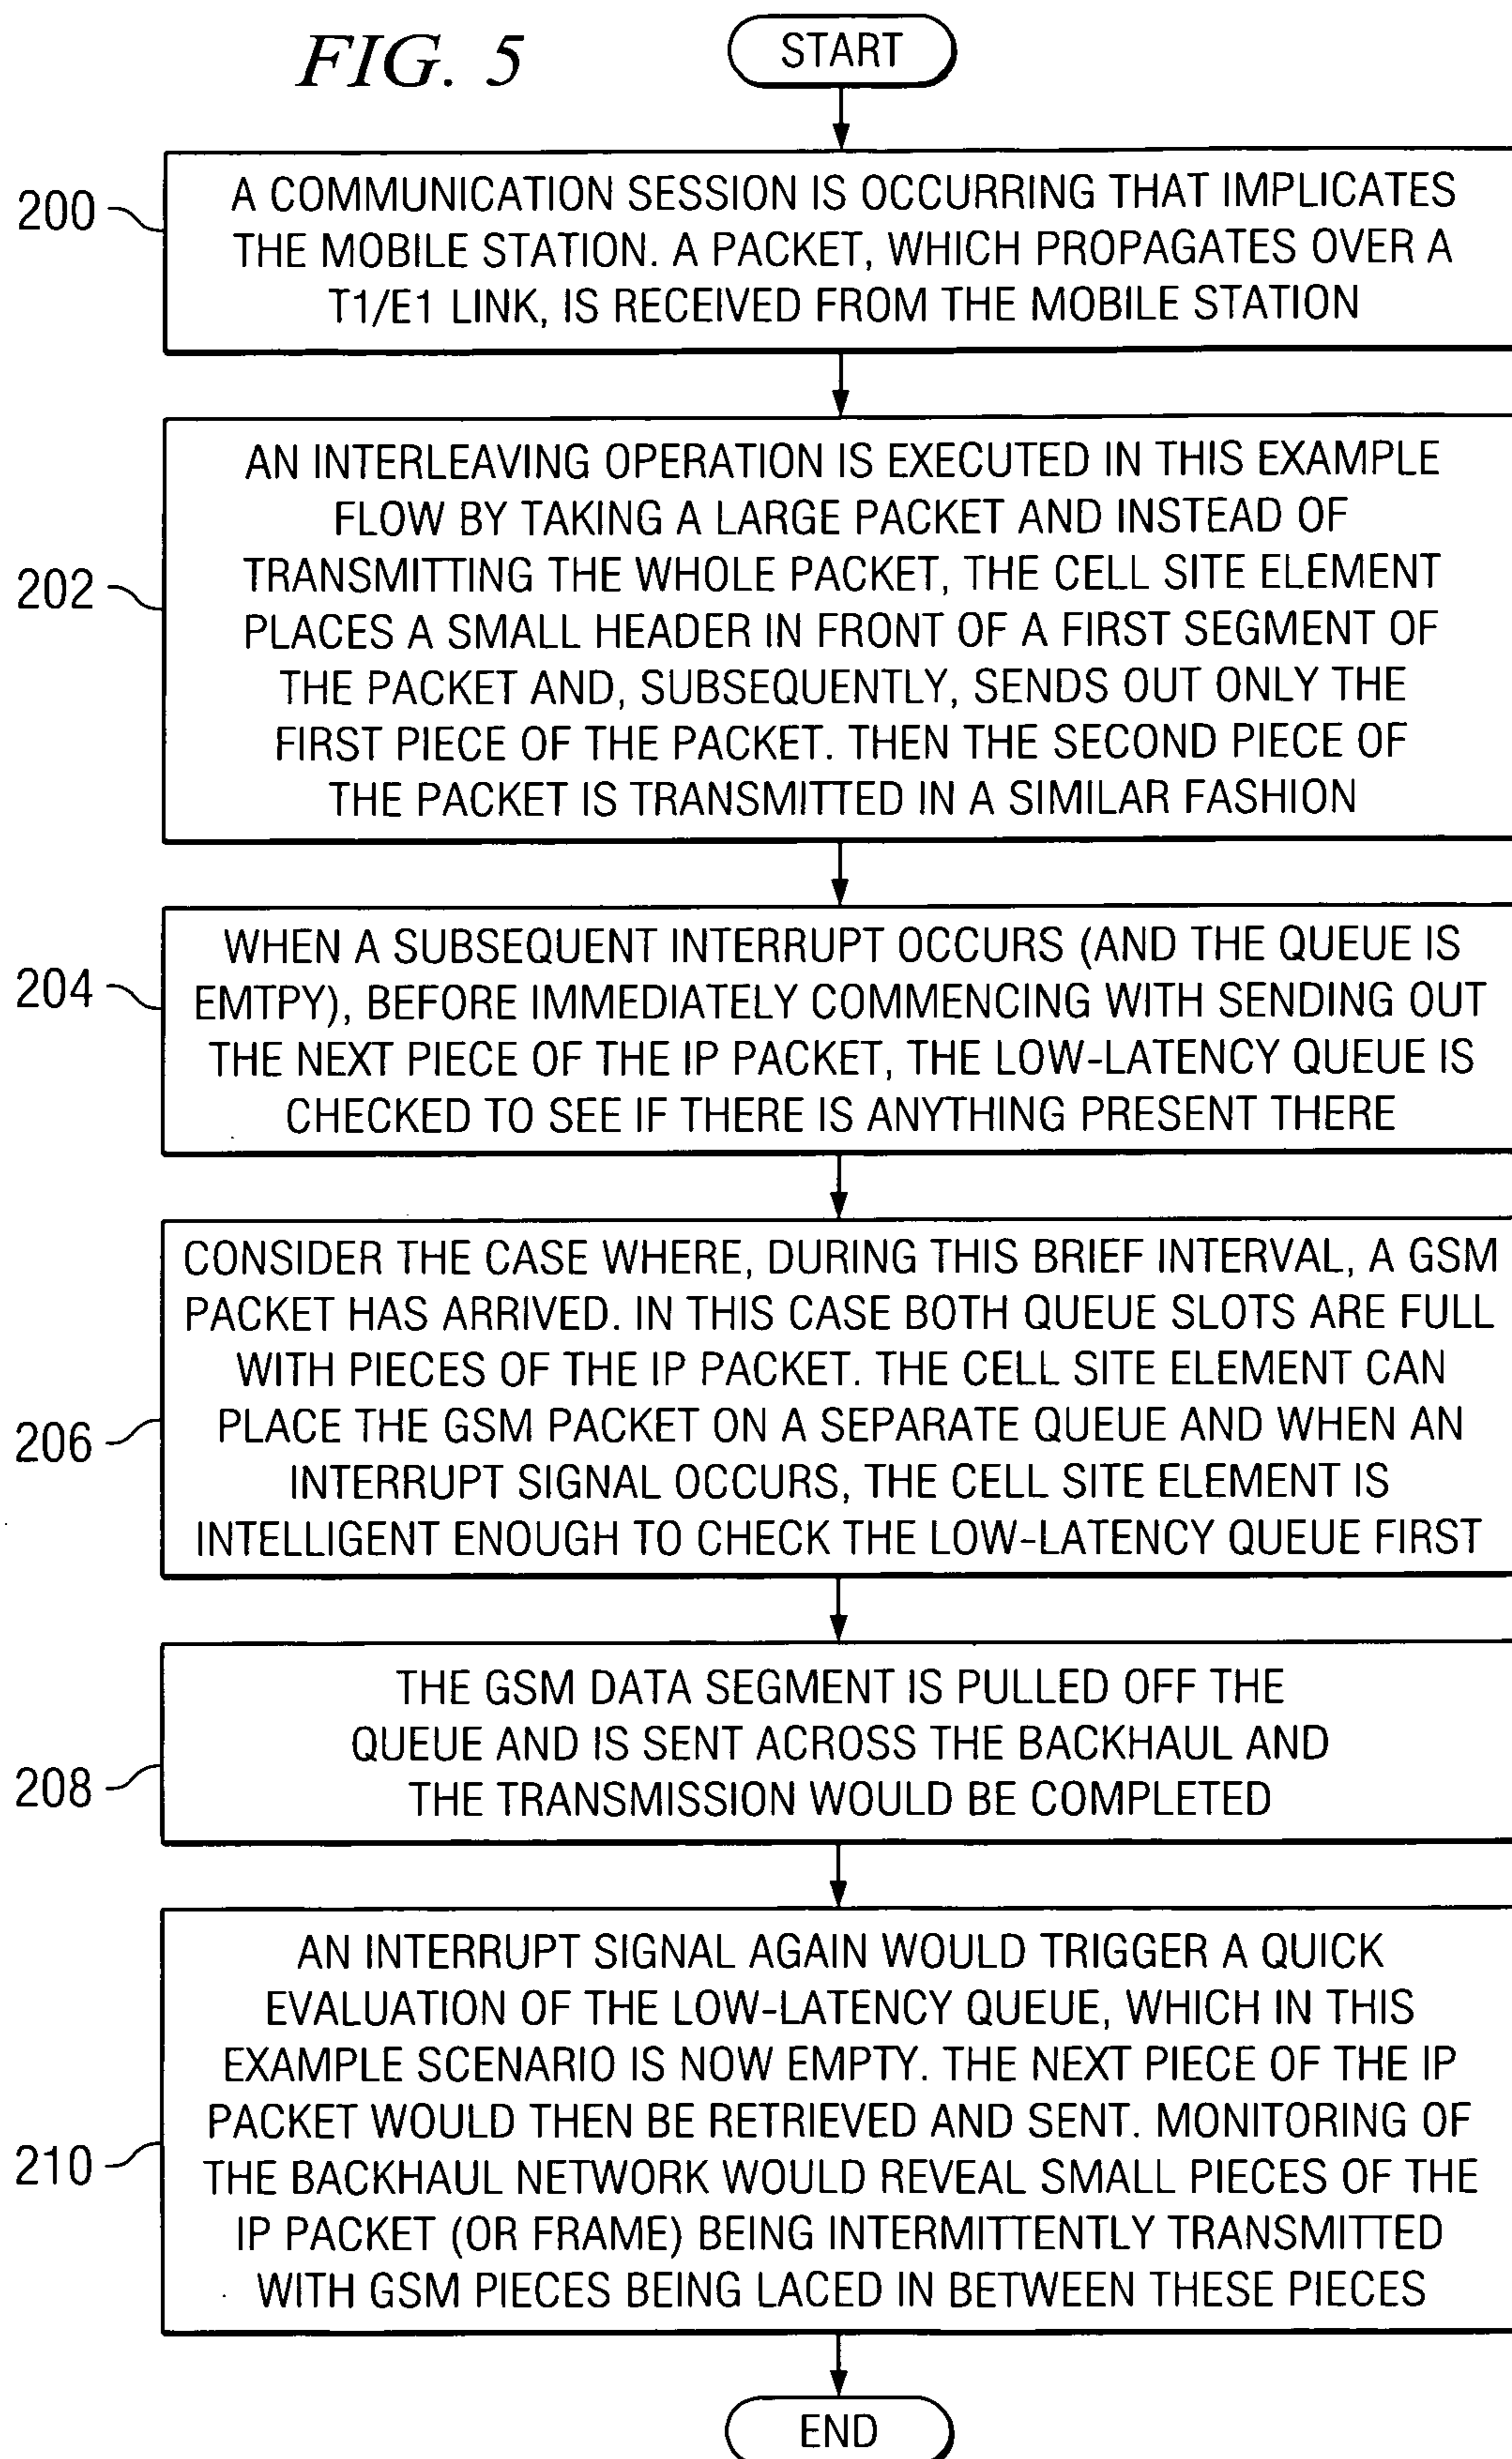 FIG. 5
START
200
A COMMUNICATION SESSION IS OCCURRING THAT IMPLICATES
THE MOBILE STATION. A PACKET, WHICH PROPAGATES OVER A
T1/E1 LINK, IS RECEIVED FROM THE MOBILE STATION
202
AN INTERLEAVING OPERATION IS EXECUTED IN THIS EXAMPLE
FLOW BY TAKING A LARGE PACKET AND INSTEAD OF
TRANSMITTING THE WHOLE PACKET, THE CELL SITE ELEMENT
PLACES A SMALL HEADER IN FRONT OF A FIRST SEGMENT OF
THE PACKET AND, SUBSEQUENTLY, SENDS OUT ONLY THE
FIRST PIECE OF THE PACKET. THEN THE SECOND PIECE OF
THE PACKET IS TRANSMITTED IN A SIMILAR FASHION
204
WHEN A SUBSEQUENT INTERRUPT OCCURS (AND THE QUEUE IS
EMTPY), BEFORE IMMEDIATELY COMMENCING WITH SENDING OUT
THE NEXT PIECE OF THE IP PACKET, THE LOW-LATENCY QUEUE IS
CHECKED TO SEE IF THERE IS ANYTHING PRESENT THERE
206
CONSIDER THE CASE WHERE, DURING THIS BRIEF INTERVAL, A GSM
PACKET HAS ARRIVED. IN THIS CASE BOTH QUEUE SLOTS ARE FULL
WITH PIECES OF THE IP PACKET. THE CELL SITE ELEMENT CAN
PLACE THE GSM PACKET ON A SEPARATE QUEUE AND WHEN AN
INTERRUPT SIGNAL OCCURS, THE CELL SITE ELEMENT IS
INTELLIGENT ENOUGH TO CHECK THE LOW-LATENCY QUEUE FIRST
208
THE GSM DATA SEGMENT IS PULLED OFF THE
QUEUE AND IS SENT ACROSS THE BACKHAUL AND
THE TRANSMISSION WOULD BE COMPLETED
210
AN INTERRUPT SIGNAL AGAIN WOULD TRIGGER A QUICK
EVALUATION OF THE LOW-LATENCY QUEUE, WHICH IN THIS
EXAMPLE SCENARIO IS NOW EMPTY. THE NEXT PIECE OF THE IP
PACKET WOULD THEN BE RETRIEVED AND SENT. MONITORING OF
THE BACKHAUL NETWORK WOULD REVEAL SMALL PIECES OF THE
IP PACKET (OR FRAME) BEING INTERMITTENTLY TRANSMITTED
WITH GSM PIECES BEING LACED IN BETWEEN THESE PIECES
END